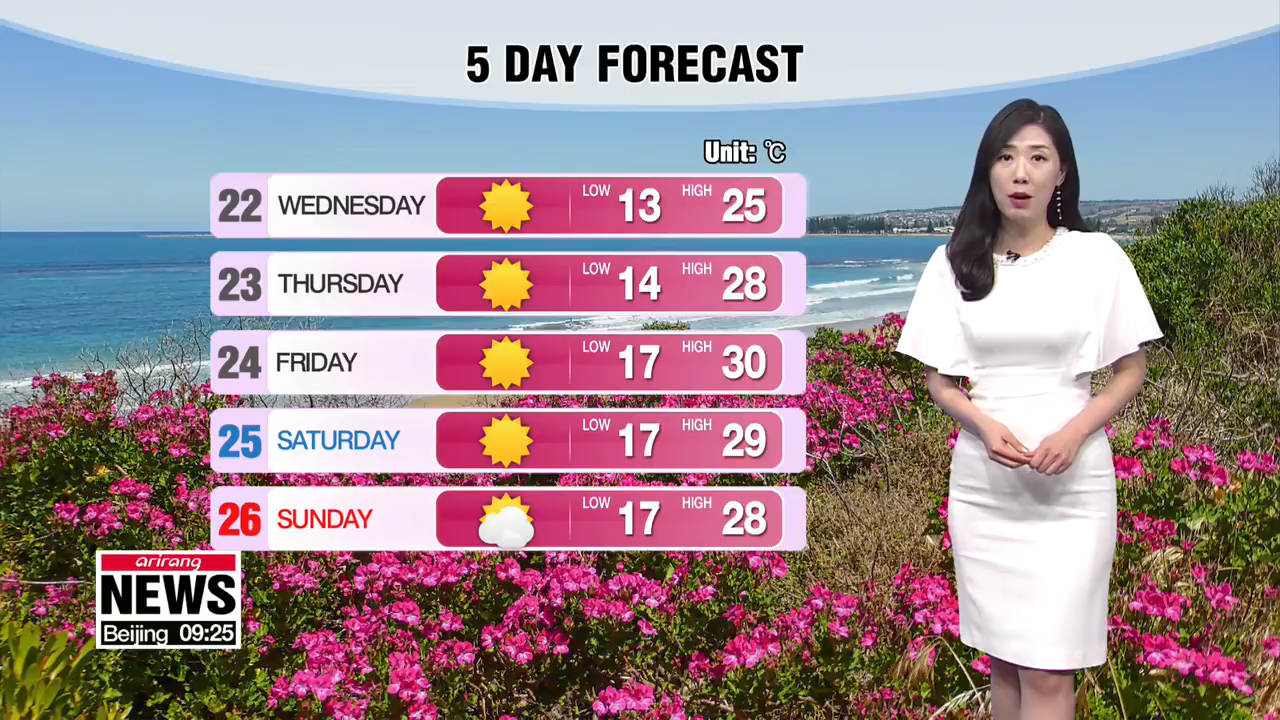 5 DAY FORECAST
Unit: ℃
22 WEDNESDAY LOW 13 HIGH 25
23 THURSDAY LOW 14 HIGH 28
24 FRIDAY LOW 17 HIGH 30
25 SATURDAY LOW 17 HIGH 29
26 SUNDAY LOW 17 HIGH 28
arirang
NEWS
Beijing 09:25